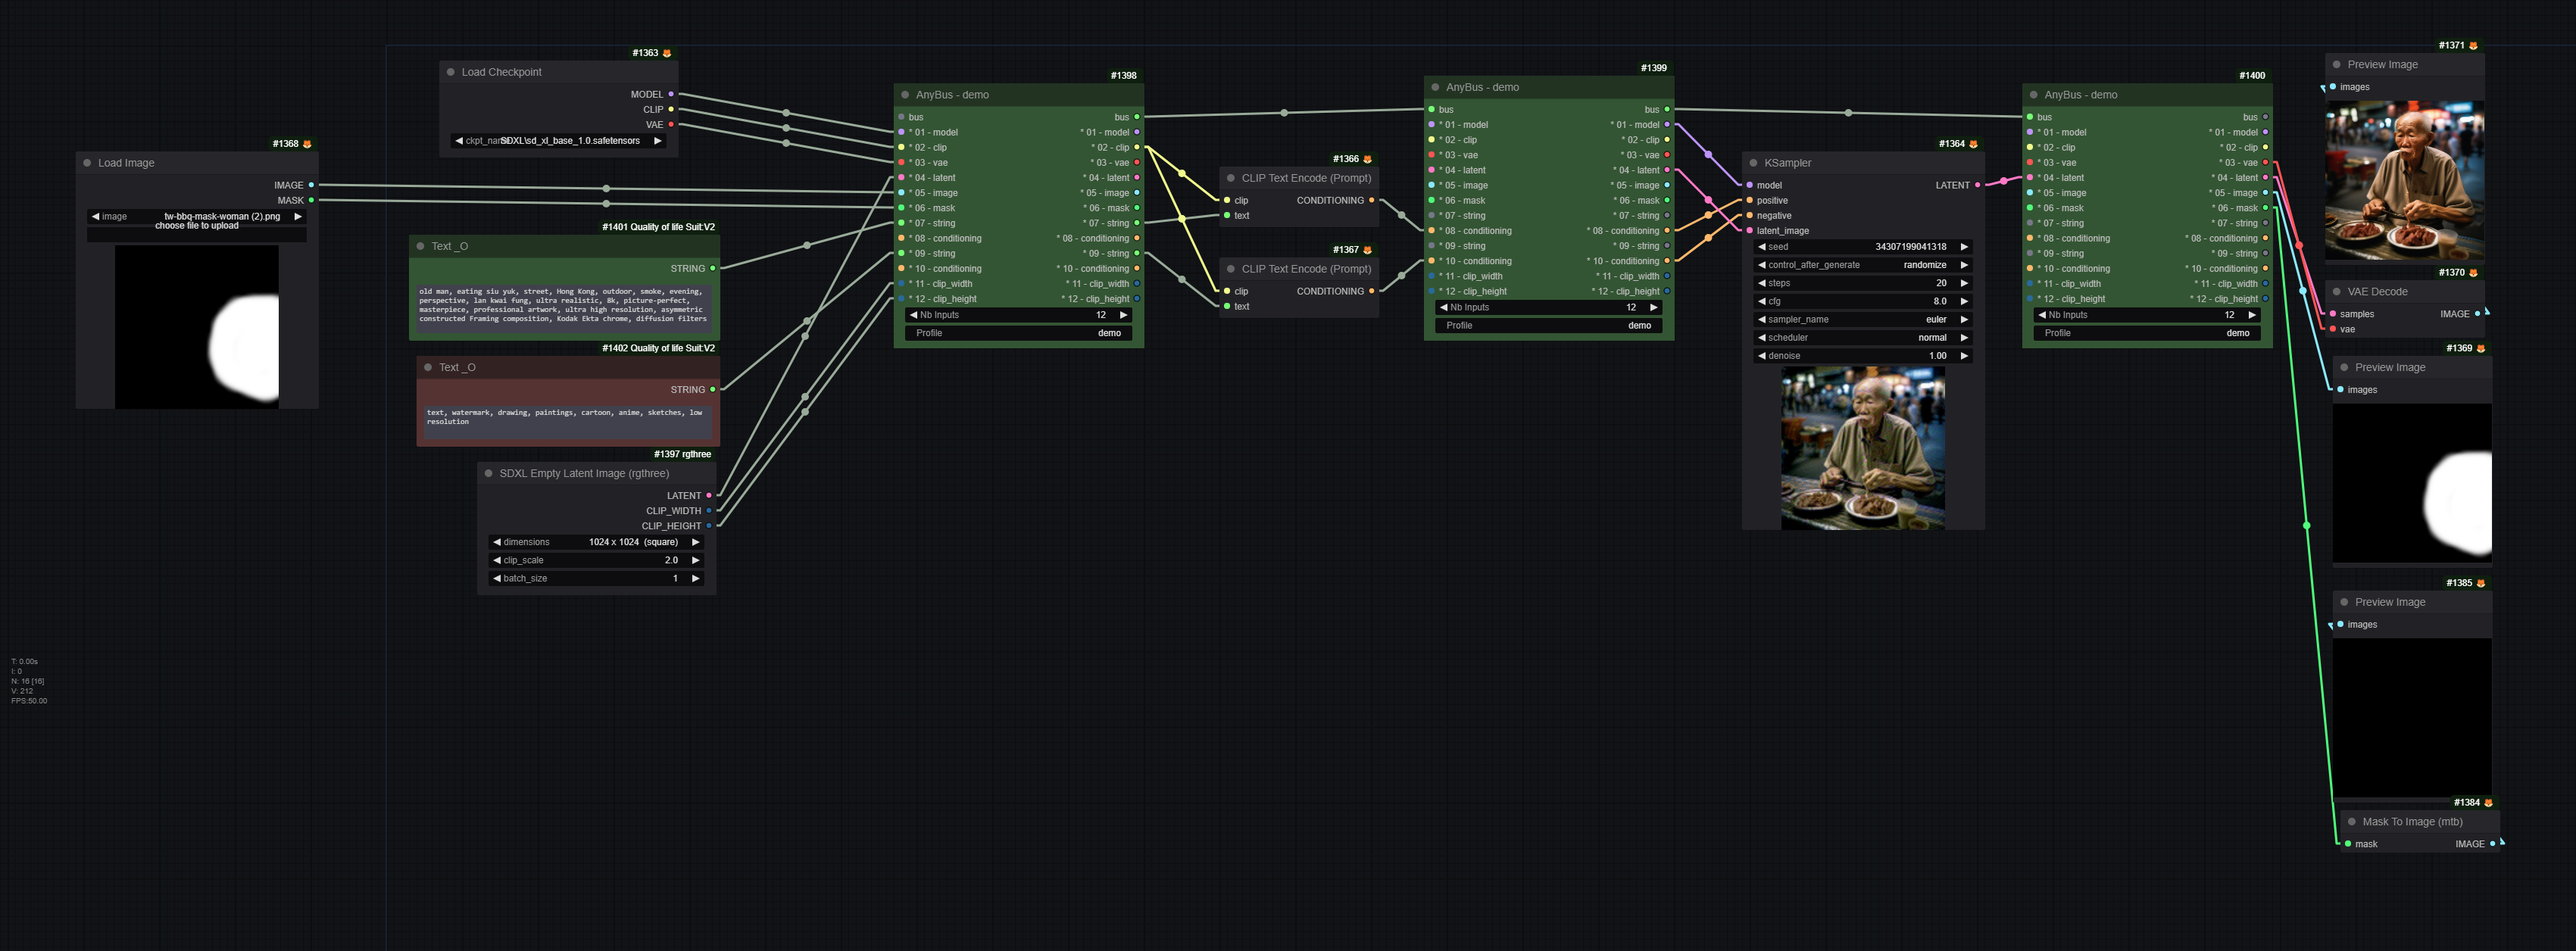 #1368
Load Image
IMAGE
MASK
image tw-bbq-mask-woman (2).png
choose file to upload
#1363
Load Checkpoint
MODEL
CLIP
VAE
SDXL\sd_xl_base_1.0.safetensors
#1401 Quality of life Suit:V2
Text _O
STRING
old man, eating siu yuk, street, Hong Kong, outdoor, smoke, evening,
perspective, lan kwai fung, ultra realistic, 8k, picture-perfect,
masterpiece, professional artwork, ultra high resolution, asymmetric
constructed Framing composition, Kodak Ekta chrome, diffusion filters
#1402 Quality of life Suit:V2
Text _O
STRING
text, watermark, drawing, paintings, cartoon, anime, sketches, low
resolution
#1397 rgthree
SDXL Empty Latent Image (rgthree)
LATENT
CLIP_WIDTH
CLIP_HEIGHT
dimensions 1024 x 1024 (square)
clip_scale 2.0
batch_size 1
#1398
AnyBus - demo
bus bus
* 01 - model * 01 - model
* 02 - clip * 02 - clip
* 03 - vae * 03 - vae
* 04 - latent * 04 - latent
* 05 - image * 05 - image
* 06 - mask * 06 - mask
* 07 - string * 07 - string
* 08 - conditioning * 08 - conditioning
* 09 - string * 09 - string
* 10 - conditioning * 10 - conditioning
* 11 - clip_width * 11 - clip_width
* 12 - clip_height * 12 - clip_height
Nb Inputs 12
Profile demo
#1366
CLIP Text Encode (Prompt)
clip CONDITIONING
text
#1367
CLIP Text Encode (Prompt)
clip CONDITIONING
text
#1399
AnyBus - demo
bus bus
* 01 - model * 01 - model
* 02 - clip * 02 - clip
* 03 - vae * 03 - vae
* 04 - latent * 04 - latent
* 05 - image * 05 - image
* 06 - mask * 06 - mask
* 07 - string * 07 - string
* 08 - conditioning * 08 - conditioning
* 09 - string * 09 - string
* 10 - conditioning * 10 - conditioning
* 11 - clip_width * 11 - clip_width
* 12 - clip_height * 12 - clip_height
Nb Inputs 12
Profile demo
#1364
KSampler
model LATENT
positive
negative
latent_image
seed 34307199041318
control_after_generate randomize
steps 20
cfg 8.0
sampler_name euler
scheduler normal
denoise 1.00
#1400
AnyBus - demo
bus bus
* 01 - model * 01 - model
* 02 - clip * 02 - clip
* 03 - vae * 03 - vae
* 04 - latent * 04 - latent
* 05 - image * 05 - image
* 06 - mask * 06 - mask
* 07 - string * 07 - string
* 08 - conditioning * 08 - conditioning
* 09 - string * 09 - string
* 10 - conditioning * 10 - conditioning
* 11 - clip_width * 11 - clip_width
* 12 - clip_height * 12 - clip_height
Nb Inputs 12
Profile demo
#1371
Preview Image
images
#1370
VAE Decode
samples IMAGE
vae
#1369
Preview Image
images
#1385
Preview Image
images
#1384
Mask To Image (mtb)
mask IMAGE
T: 0.00s
I: 0
N: 16 [16]
V: 212
FPS:50.00